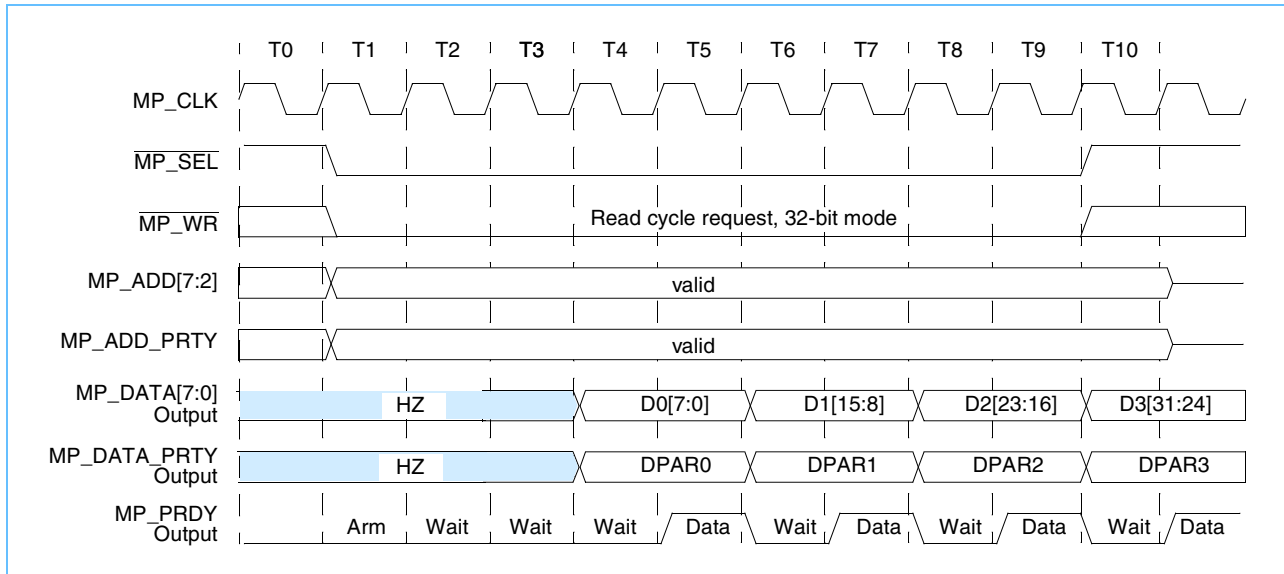 T0 T1 T2 T3 T4 T5 T6 T7 T8 T9 T10
MP_CLK
MP_SEL
MP_WR Read cycle request, 32-bit mode
MP_ADD[7:2] valid
MP_ADD_PRTY valid
MP_DATA[7:0]
Output HZ D0[7:0] D1[15:8] D2[23:16] D3[31:24]
MP_DATA_PRTY
Output HZ DPAR0 DPAR1 DPAR2 DPAR3
MP_PRDY
Output Arm Wait Wait Wait Data Wait Data Wait Data Wait Data